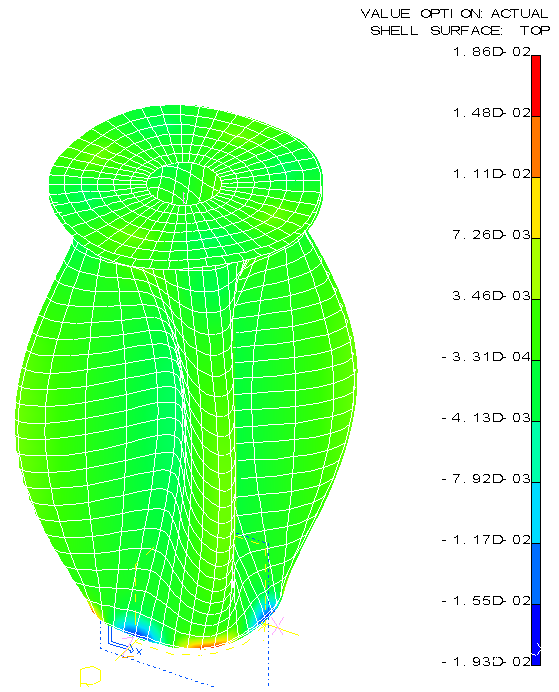 VALUE OPTION: ACTUAL
SHELL SURFACE: TOP
1.86D-02
1.48D-02
1.11D-02
7.26D-03
3.46D-03
-3.31D-04
-4.13D-03
-7.92D-03
-1.17D-02
-1.55D-02
-1.93D-02
X